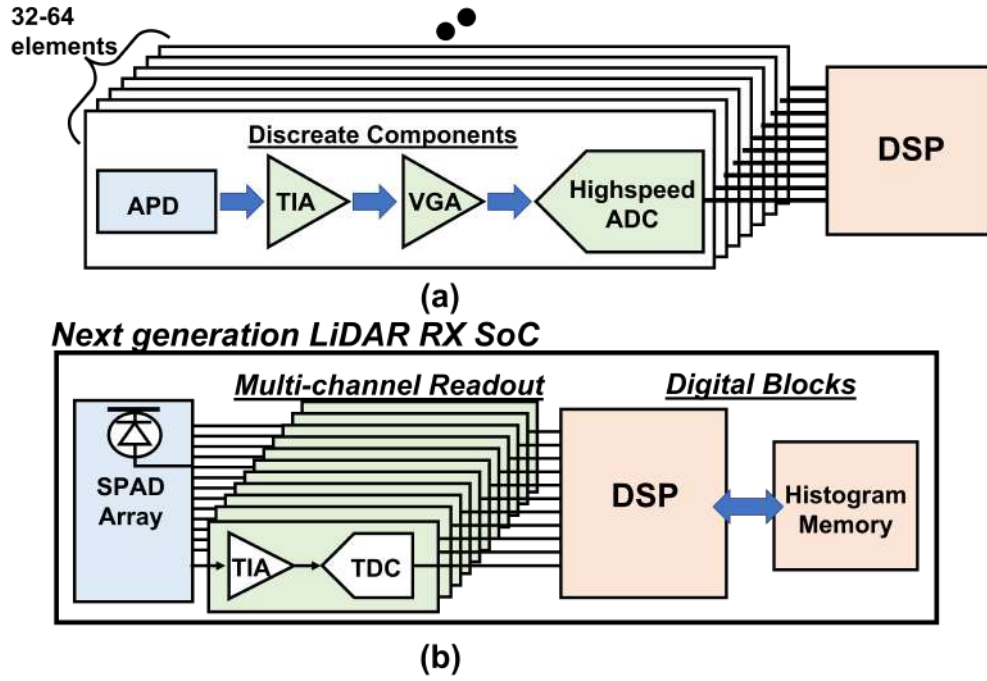 32-64
elements
Discreate Components
APD
TIA
VGA
Highspeed
ADC
DSP
(a)
Next generation LiDAR RX SoC
Multi-channel Readout
Digital Blocks
SPAD
Array
TIA
TDC
DSP
Histogram
Memory
(b)